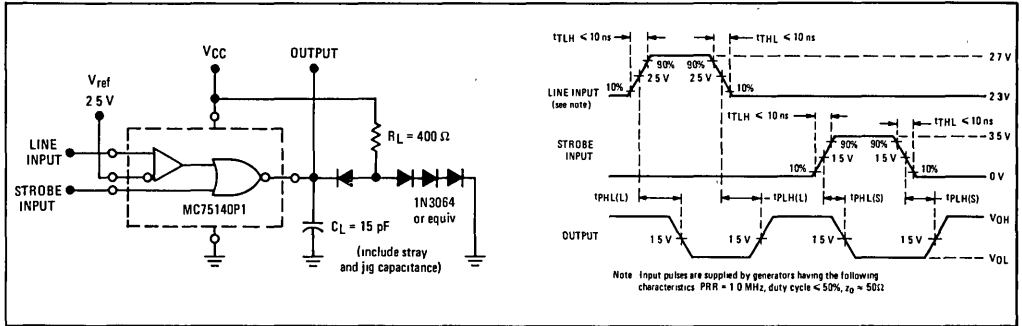 VCC
OUTPUT
Vref
2 5 V
LINE
INPUT
STROBE
INPUT
MC75140P1
RL = 400 Ω
1N3064
or equiv
CL = 15 pF
(include stray
and jig capacitance)
tTLH < 10 ns
tTHL < 10 ns
2 7 V
90%
90%
2 5 V
2 5 V
10%
10%
LINE INPUT
(see note)
2 3 V
tTLH < 10 ns
tTHL < 10 ns
STROBE
INPUT
3 5 V
90%
90%
1 5 V
1 5 V
10%
10%
0 V
tPHL(L)
tPLH(L)
tPHL(S)
tPLH(S)
VOH
OUTPUT
1 5 V
1 5 V
1 5 V
1 5 V
VOL
Note Input pulses are supplied by generators having the following
characteristics PRR = 1 0 MHz, duty cycle < 50%, zo ≈ 50Ω